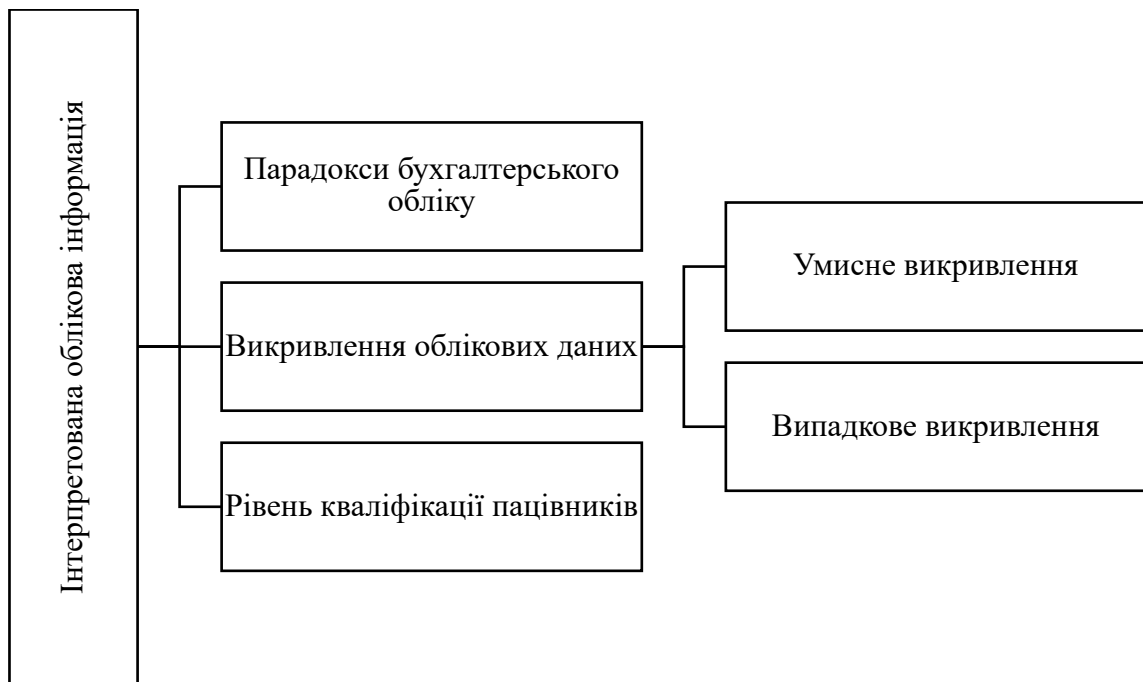 Інтерпретована облікова інформація
Парадокси бухгалтерського
обліку
Викривлення облікових даних
Рівень кваліфікації пацівників
Умисне викривлення
Випадкове викривлення